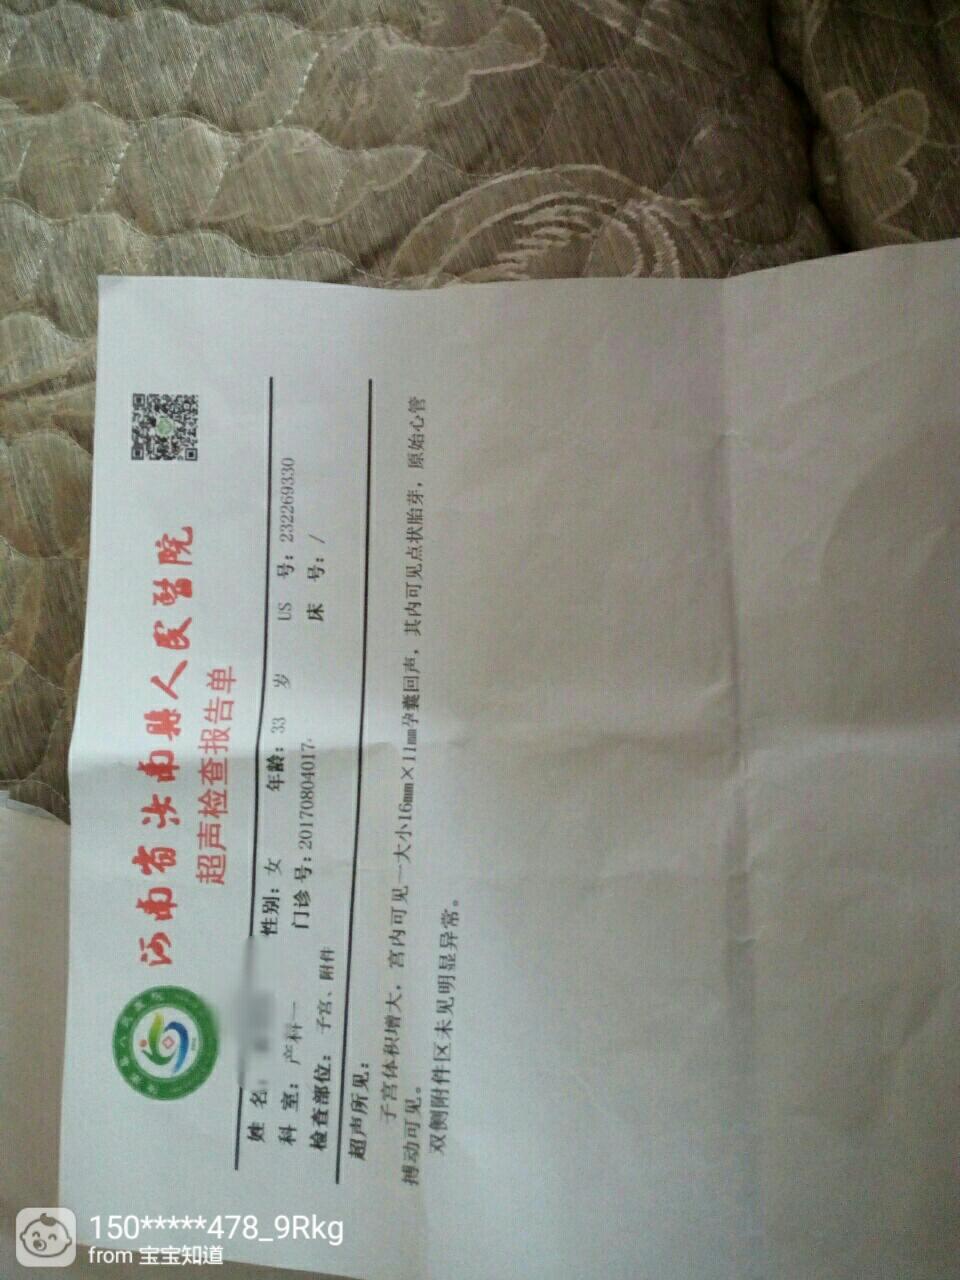 河南省汝南縣人民醫院
超声检查报告单
姓 名: 性别: 女 年龄: 33 岁 US 号: 232269330
科 室: 产科一 门诊号: 20170804017 床 号: /
检查部位: 子宫、附件
超声所见:
子宫体积增大，宫内可见一大小16mm×11mm孕囊回声，其内可见点状胎芽，原始心管
搏动可见。
双侧附件区未见明显异常。
150*****478_9Rkg
from 宝宝知道